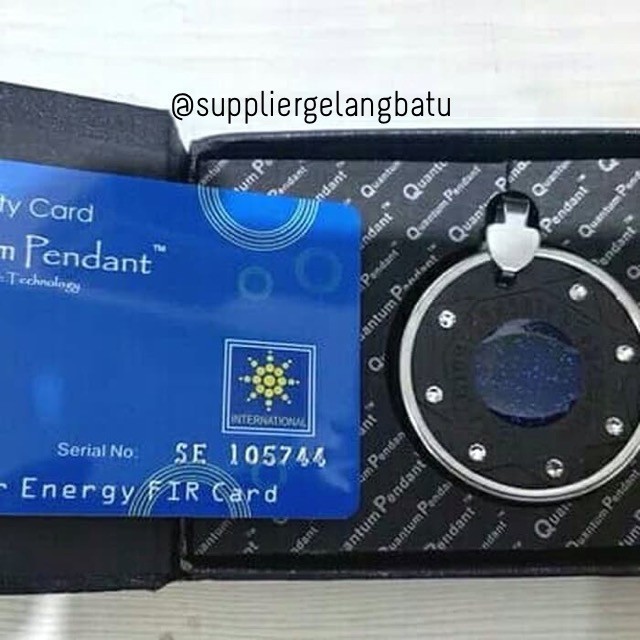 @suppliergelangbatu
ty Card
m Pendant™
Technology
INTERNATIONAL
Serial No: SE 105744
r Energy FIR Card
Quantum Pendant